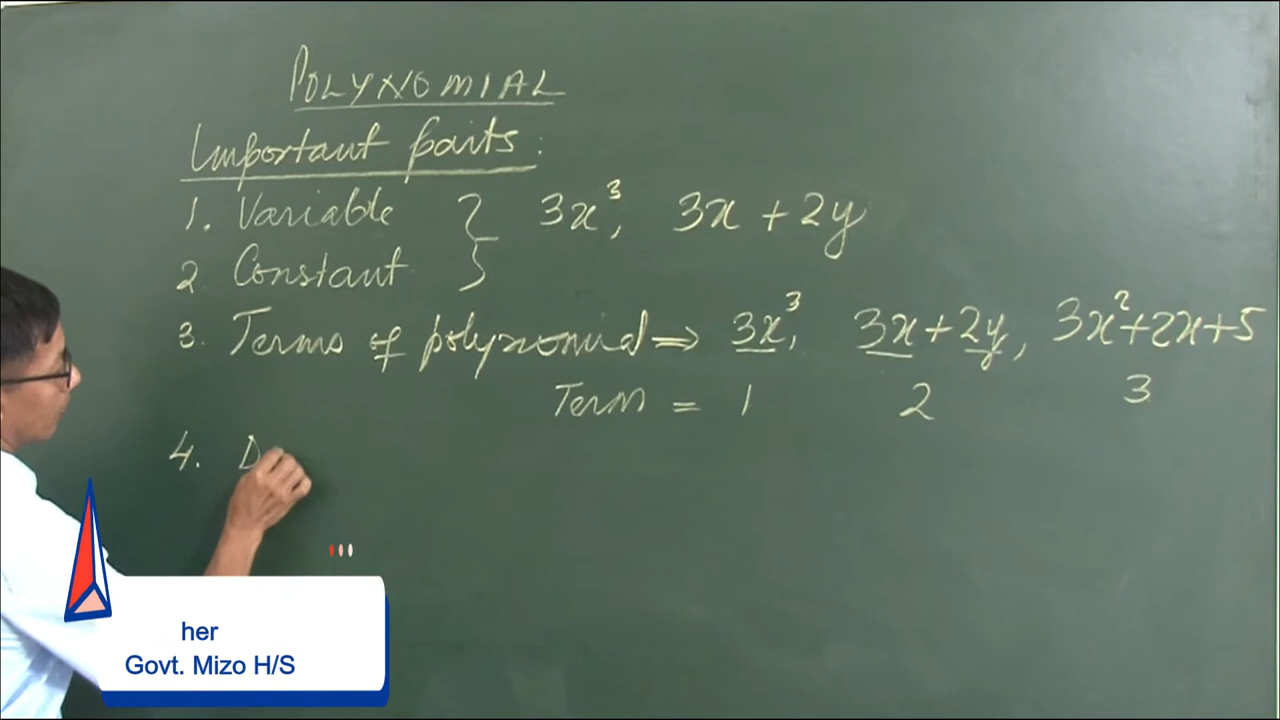 POLYNOMIAL
Important parts:
1. Variable } 3x³, 3x + 2y
2 Constant }
3. Terms of polynomial ⇒ 3x³, 3x + 2y, 3x² + 2x + 5
Term = 1 2 3
4. D
her
Govt. Mizo H/S